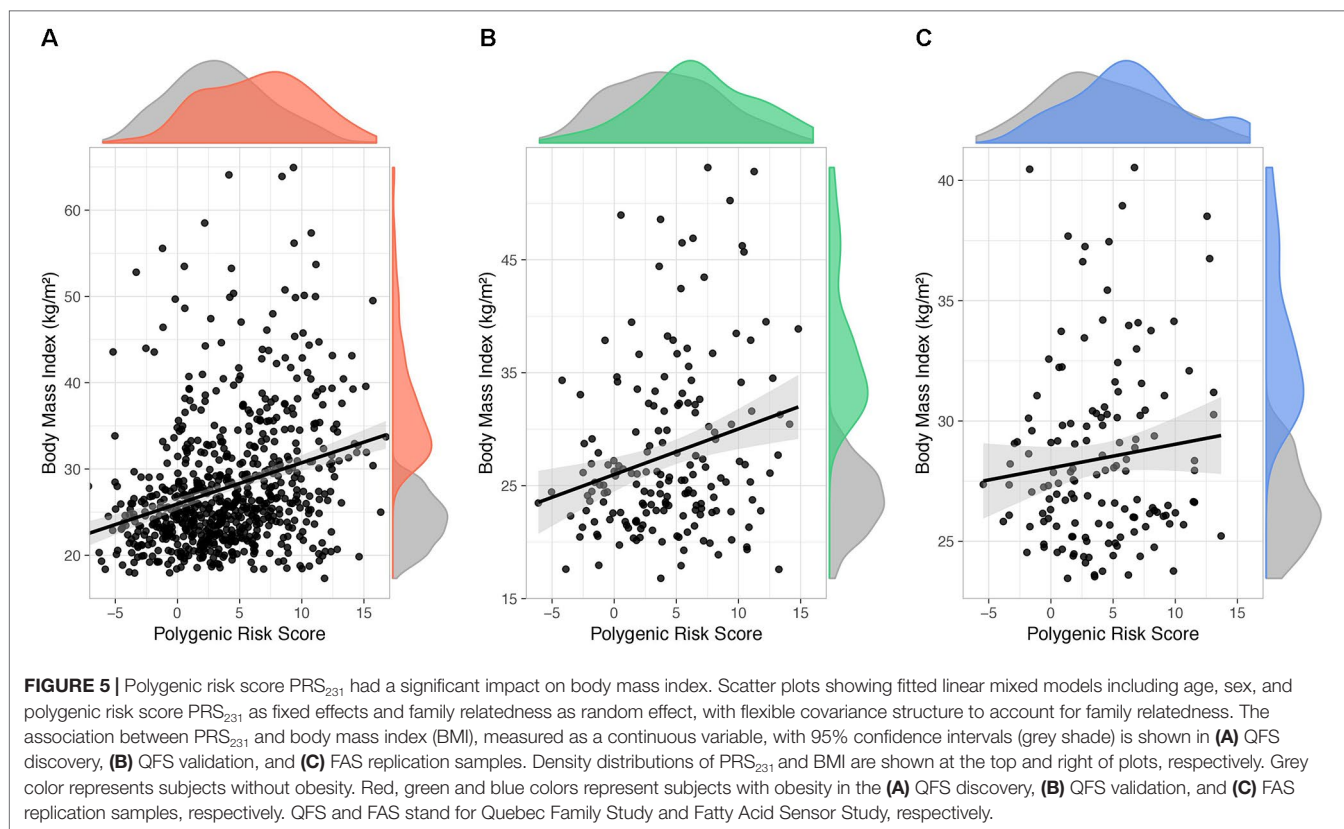 A
B
C
60
50
40
30
20
Body Mass Index (kg/m²)
−5 0 5 10 15
Polygenic Risk Score
45
35
25
15
Body Mass Index (kg/m²)
−5 0 5 10 15
Polygenic Risk Score
40
35
30
25
Body Mass Index (kg/m²)
−5 0 5 10 15
Polygenic Risk Score
FIGURE 5 | Polygenic risk score PRS231 had a significant impact on body mass index. Scatter plots showing fitted linear mixed models including age, sex, and
polygenic risk score PRS231 as fixed effects and family relatedness as random effect, with flexible covariance structure to account for family relatedness. The
association between PRS231 and body mass index (BMI), measured as a continuous variable, with 95% confidence intervals (grey shade) is shown in (A) QFS
discovery, (B) QFS validation, and (C) FAS replication samples. Density distributions of PRS231 and BMI are shown at the top and right of plots, respectively. Grey
color represents subjects without obesity. Red, green and blue colors represent subjects with obesity in the (A) QFS discovery, (B) QFS validation, and (C) FAS
replication samples, respectively. QFS and FAS stand for Quebec Family Study and Fatty Acid Sensor Study, respectively.